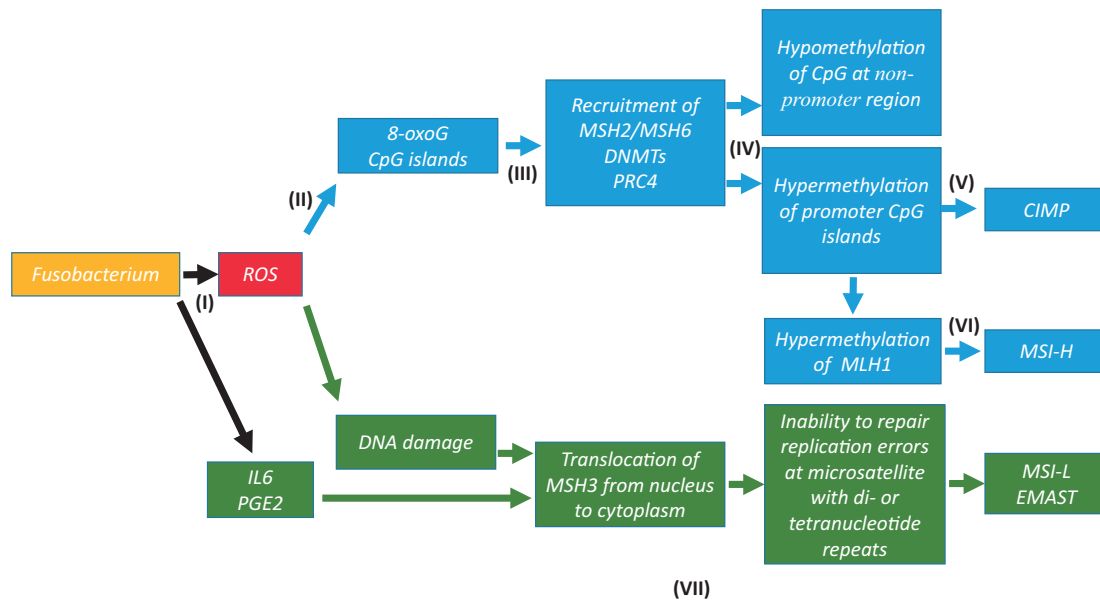 Hypomethylation
of CpG at non-
promoter region
Recruitment of
MSH2/MSH6
DNMTs
PRC4
8-oxoG
CpG islands
(II)
(III)
(IV)
Hypermethylation
of promoter CpG
islands
(V)
CIMP
Fusobacterium
(I)
ROS
Hypermethylation
of MLH1
(VI)
MSI-H
DNA damage
IL6
PGE2
Translocation of
MSH3 from nucleus
to cytoplasm
Inability to repair
replication errors
at microsatellite
with di- or
tetranucleotide
repeats
MSI-L
EMAST
(VII)